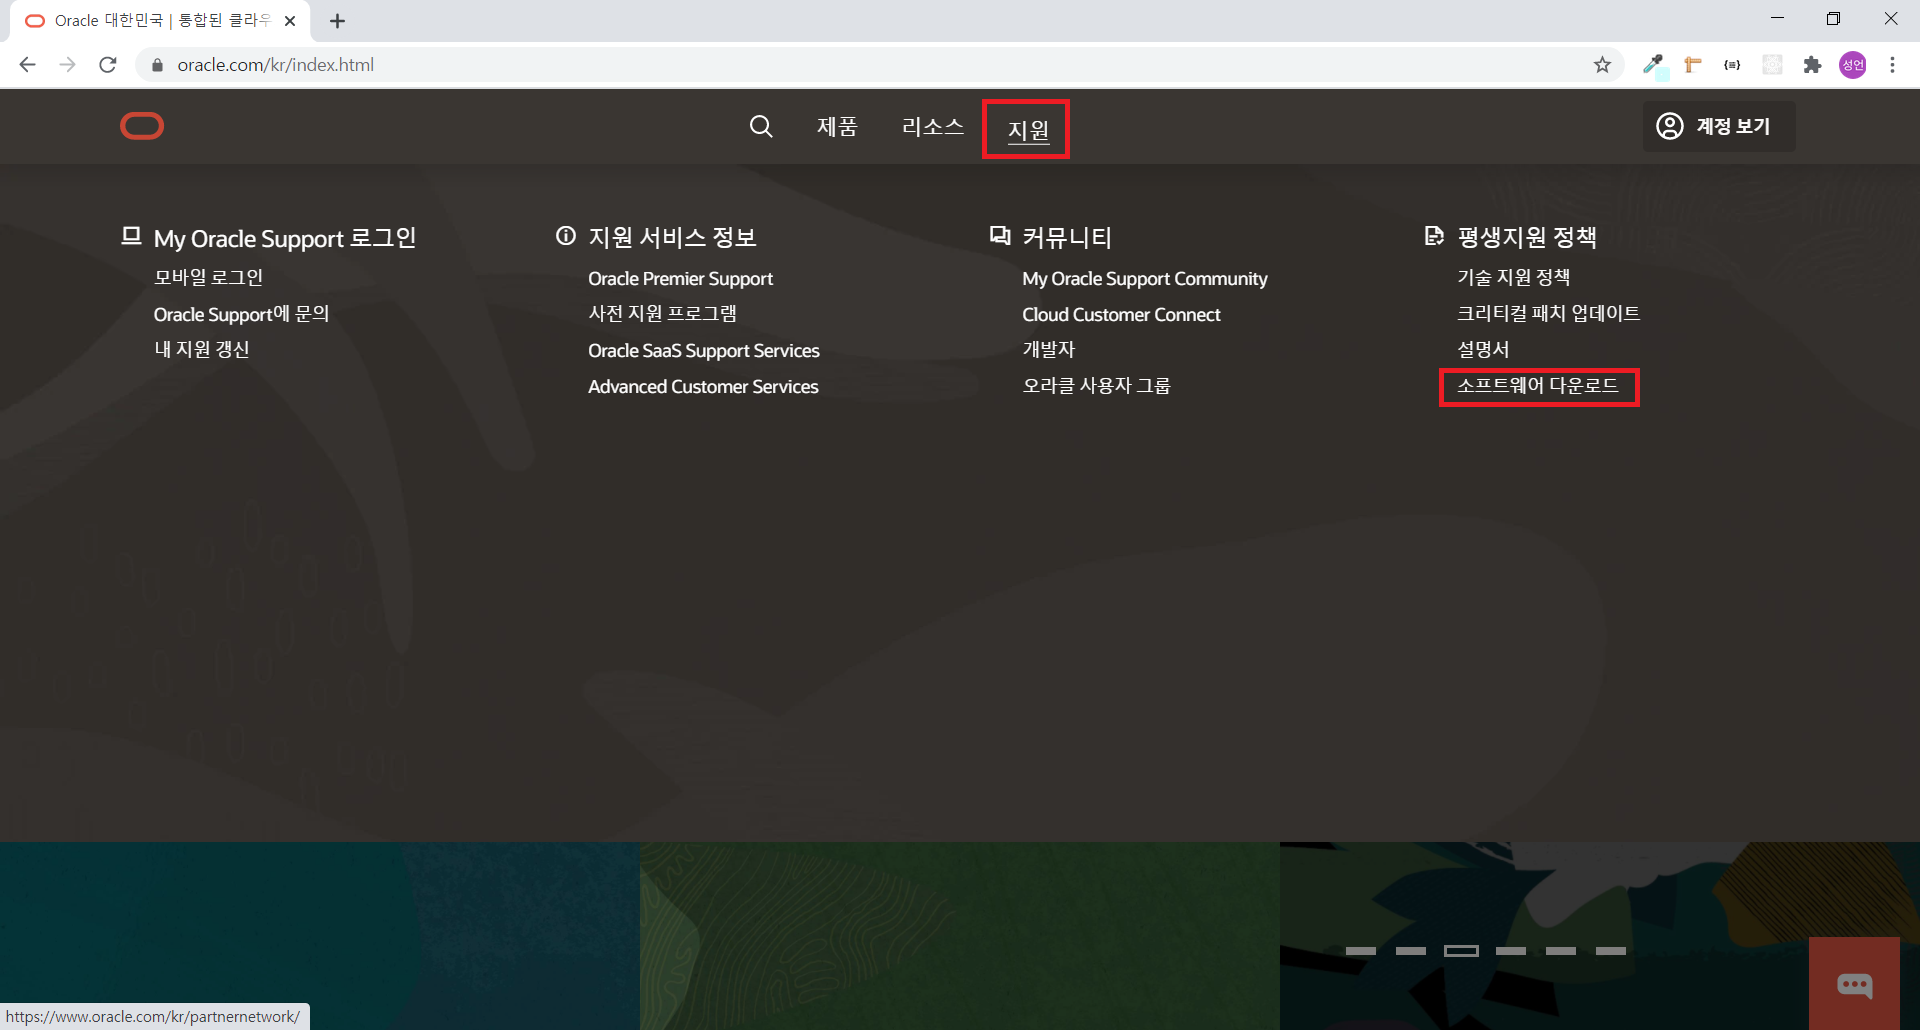 Oracle 대한민국 | 통합된 클라우
oracle.com/kr/index.html
성언
제품
리소스
지원
계정 보기
My Oracle Support 로그인
모바일 로그인
Oracle Support에 문의
내 지원 갱신
지원 서비스 정보
Oracle Premier Support
사전 지원 프로그램
Oracle SaaS Support Services
Advanced Customer Services
커뮤니티
My Oracle Support Community
Cloud Customer Connect
개발자
오라클 사용자 그룹
평생지원 정책
기술 지원 정책
크리티컬 패치 업데이트
설명서
소프트웨어 다운로드
https://www.oracle.com/kr/partnernetwork/